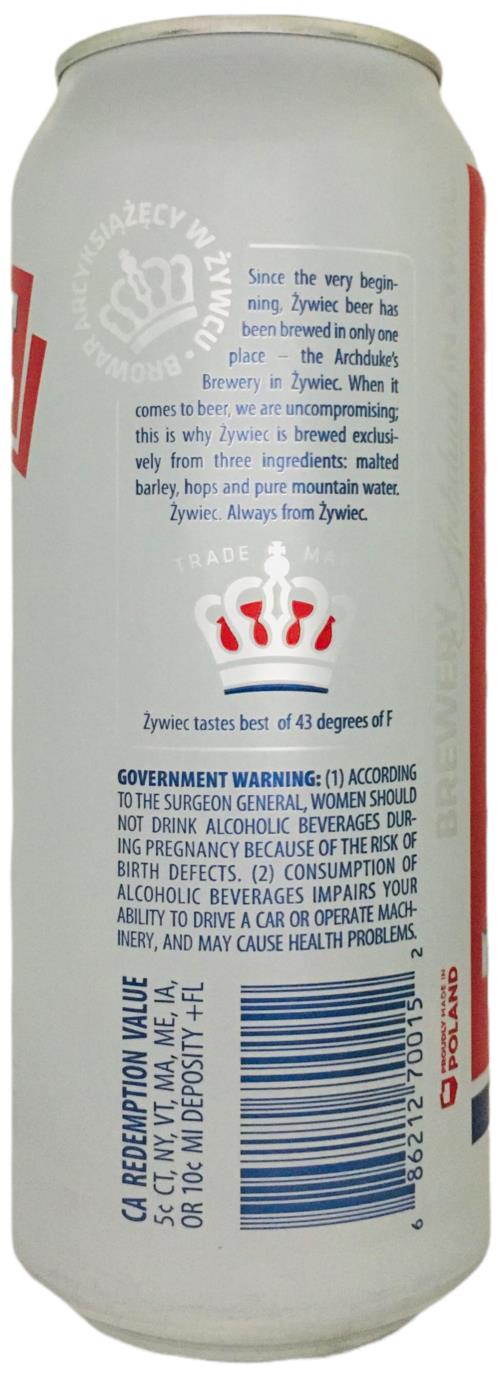 BROWAR ARCYKSIĄŻĘCY W ŻYWCU •
Since the very begin-
ning, Żywiec beer has
been brewed in only one
place – the Archduke's
Brewery in Żywiec. When it
comes to beer, we are uncompromising;
this is why Żywiec is brewed exclusi-
vely from three ingredients: malted
barley, hops and pure mountain water.
Żywiec. Always from Żywiec.
TRADE MA
Żywiec tastes best of 43 degrees of F
GOVERNMENT WARNING: (1) ACCORDING
TO THE SURGEON GENERAL, WOMEN SHOULD
NOT DRINK ALCOHOLIC BEVERAGES DUR-
ING PREGNANCY BECAUSE OF THE RISK OF
BIRTH DEFECTS. (2) CONSUMPTION OF
ALCOHOLIC BEVERAGES IMPAIRS YOUR
ABILITY TO DRIVE A CAR OR OPERATE MACH-
INERY, AND MAY CAUSE HEALTH PROBLEMS.
CA REDEMPTION VALUE
5¢ CT, NY, VT, MA, ME, IA,
OR 10¢ MI DEPOSITY +FL
6 86212 70015 2
PROUDLY MADE IN
POLAND
BREWERY